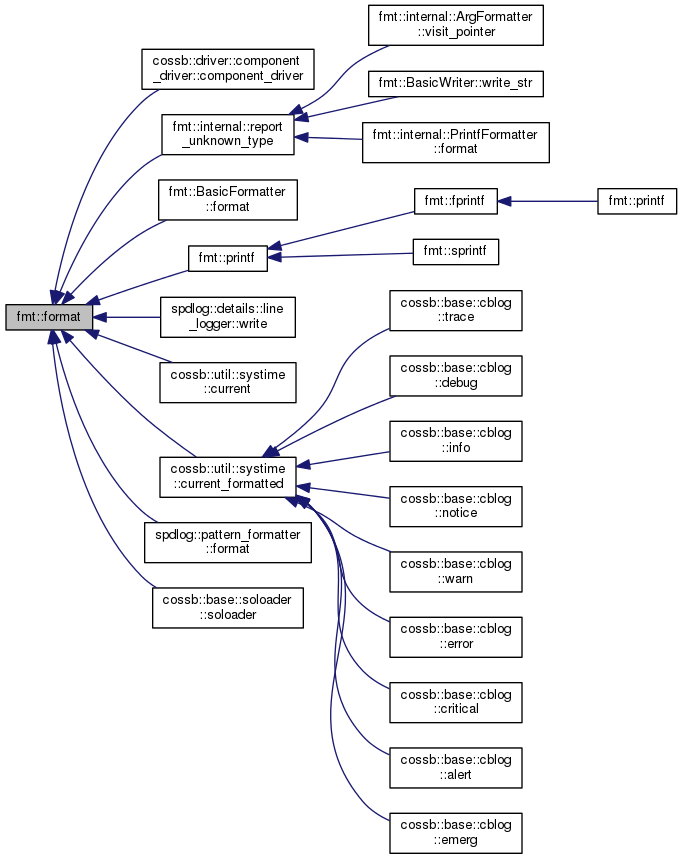 fmt::format
cossb::driver::component
_driver::component_driver
fmt::internal::report
_unknown_type
fmt::internal::ArgFormatter
::visit_pointer
fmt::BasicWriter::write_str
fmt::internal::PrintfFormatter
::format
fmt::BasicFormatter
::format
fmt::printf
fmt::fprintf
fmt::printf
fmt::sprintf
spdlog::details::line
_logger::write
cossb::util::systime
::current
cossb::util::systime
::current_formatted
cossb::base::cblog
::trace
cossb::base::cblog
::debug
cossb::base::cblog
::info
cossb::base::cblog
::notice
cossb::base::cblog
::warn
cossb::base::cblog
::error
cossb::base::cblog
::critical
cossb::base::cblog
::alert
cossb::base::cblog
::emerg
spdlog::pattern_formatter
::format
cossb::base::soloader
::soloader